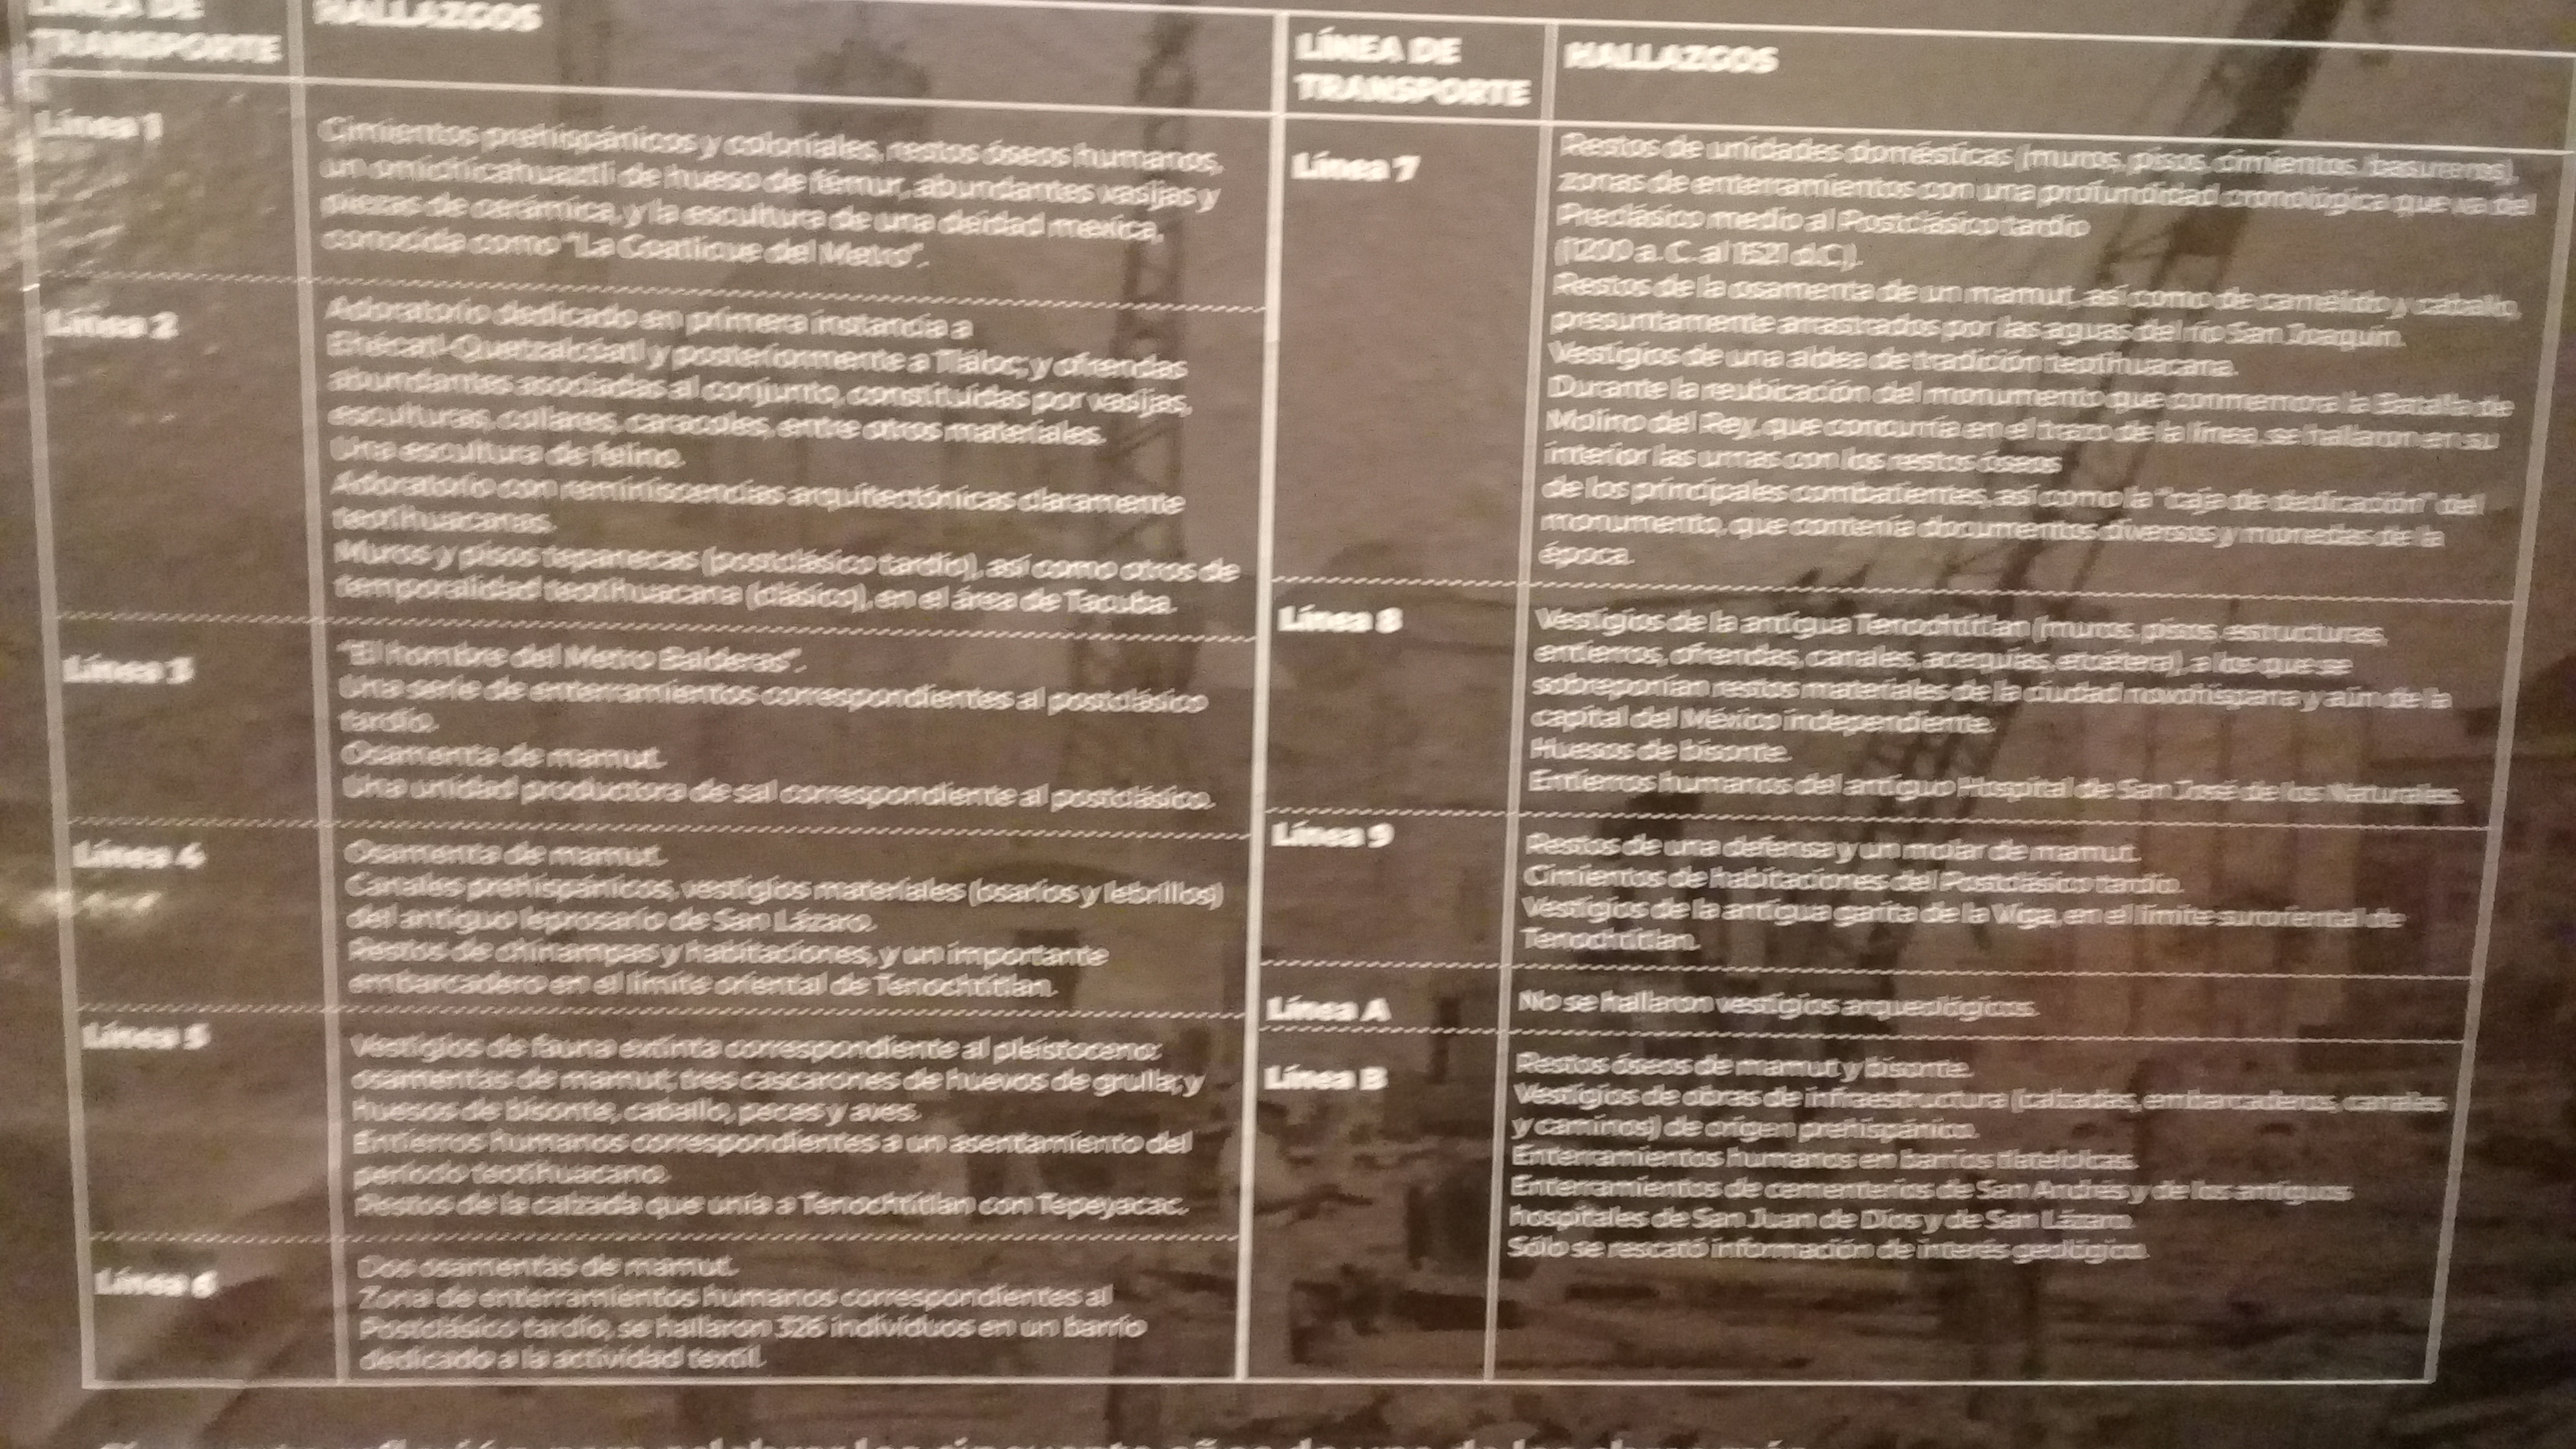 LÍNEA DE
TRANSPORTE
HALLAZGOS
Línea 1
Cimientos prehispánicos y coloniales, restos óseos humanos,
un omichicahuaztli de hueso de fémur, abundantes vasijas y
piezas de cerámica, y la escultura de una deidad mexica,
conocida como "La Coatlicue del Metro".
Línea 2
Adoratorio dedicado en primera instancia a
Ehécatl-Quetzalcóatl y posteriormente a Tláloc; y ofrendas
abundantes asociadas al conjunto, constituidas por vasijas,
esculturas, collares, caracoles, entre otros materiales.
Una escultura de felino.
Adoratorio con reminiscencias arquitectónicas claramente
teotihuacanas.
Muros y pisos tepanecas (postclásico tardío), así como otros de
temporalidad teotihuacana (clásico), en el área de Tacuba.
Línea 3
"El hombre del Metro Balderas".
Una serie de enterramientos correspondientes al postclásico
tardío.
Osamenta de mamut.
Una unidad productora de sal correspondiente al postclásico.
Línea 4
Osamenta de mamut.
Canales prehispánicos, vestigios materiales (osarios y lebrillos)
del antiguo leprosario de San Lázaro.
Restos de chinampas y habitaciones, y un importante
embarcadero en el límite oriental de Tenochtitlan.
Línea 5
Vestigios de fauna extinta correspondiente al pleistoceno:
osamentas de mamut; tres cascarones de huevos de grulla; y
huesos de bisonte, caballo, peces y aves.
Entierros humanos correspondientes a un asentamiento del
periodo teotihuacano.
Restos de la calzada que unía a Tenochtitlan con Tepeyacac.
Línea 6
Dos osamentas de mamut.
Zona de enterramientos humanos correspondientes al
Postclásico tardío, se hallaron 326 individuos en un barrio
dedicado a la actividad textil.
LÍNEA DE
TRANSPORTE
HALLAZGOS
Línea 7
Restos de unidades domésticas (muros, pisos, cimientos, basureros),
zonas de enterramientos con una profundidad cronológica que va del
Preclásico medio al Postclásico tardío
(1200 a. C. al 1521 d.C.).
Restos de la osamenta de un mamut, así como de camélido y caballo,
presuntamente arrastrados por las aguas del río San Joaquín.
Vestigios de una aldea de tradición teotihuacana.
Durante la reubicación del monumento que conmemora la Batalla de
Molino del Rey, que concurría en el trazo de la línea, se hallaron en su
interior las urnas con los restos óseos
de los principales combatientes, así como la "caja de dedicación" del
monumento, que contenía documentos diversos y monedas de la
época.
Línea 8
Vestigios de la antigua Tenochtitlan (muros, pisos, estructuras,
entierros, ofrendas, canales, acequias, etcétera), a los que se
sobreponían restos materiales de la ciudad novohispana y aún de la
capital del México independiente.
Huesos de bisonte.
Entierros humanos del antiguo Hospital de San José de los Naturales.
Línea 9
Restos de una defensa y un molar de mamut.
Cimientos de habitaciones del Postclásico tardío.
Vestigios de la antigua garita de la Viga, en el límite suroriental de
Tenochtitlan.
Línea A
No se hallaron vestigios arqueológicos.
Línea B
Restos óseos de mamut y bisonte.
Vestigios de obras de infraestructura (calzadas, embarcaderos, canales
y caminos) de origen prehispánico.
Enterramientos humanos en barrios tlatelolcas.
Enterramientos de cementerios de San Andrés y de los antiguos
hospitales de San Juan de Dios y de San Lázaro.
Sólo se rescató información de interés geológico.